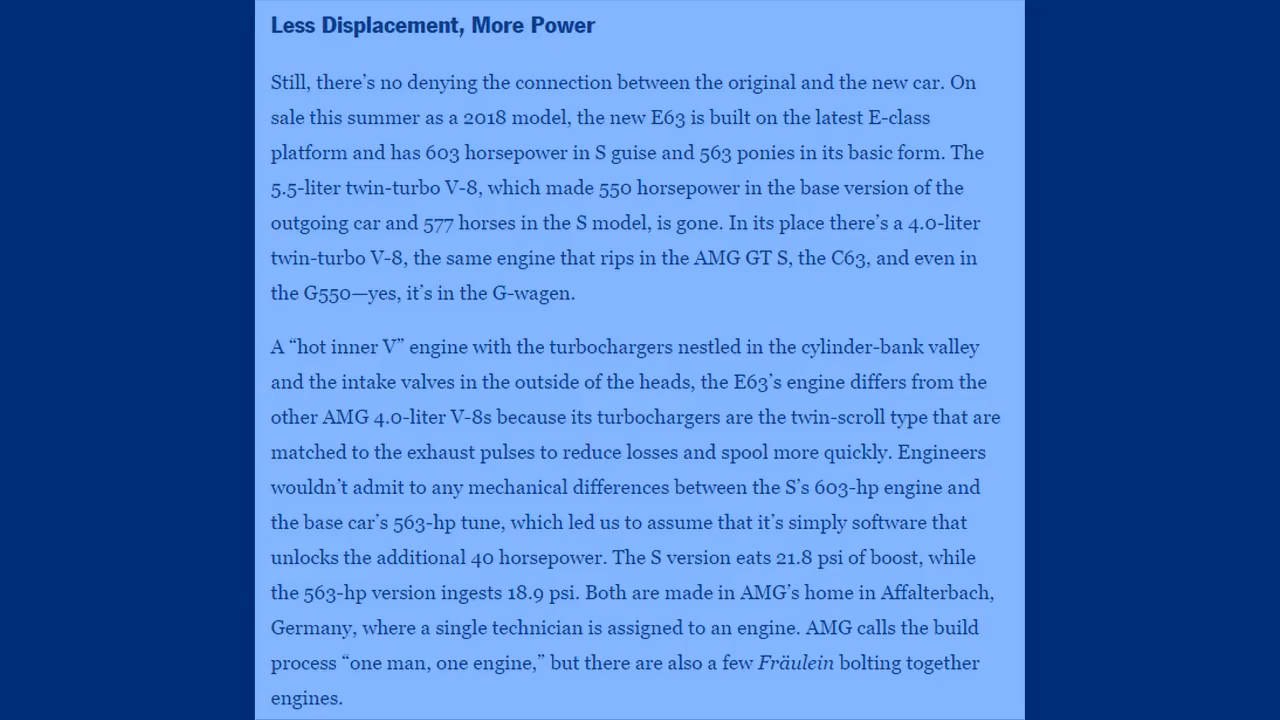 Less Displacement, More Power
Still, there’s no denying the connection between the original and the new car. On
sale this summer as a 2018 model, the new E63 is built on the latest E-class
platform and has 603 horsepower in S guise and 563 ponies in its basic form. The
5.5-liter twin-turbo V-8, which made 550 horsepower in the base version of the
outgoing car and 577 horses in the S model, is gone. In its place there’s a 4.0-liter
twin-turbo V-8, the same engine that rips in the AMG GT S, the C63, and even in
the G550—yes, it’s in the G-wagen.
A “hot inner V” engine with the turbochargers nestled in the cylinder-bank valley
and the intake valves in the outside of the heads, the E63’s engine differs from the
other AMG 4.0-liter V-8s because its turbochargers are the twin-scroll type that are
matched to the exhaust pulses to reduce losses and spool more quickly. Engineers
wouldn’t admit to any mechanical differences between the S’s 603-hp engine and
the base car’s 563-hp tune, which led us to assume that it’s simply software that
unlocks the additional 40 horsepower. The S version eats 21.8 psi of boost, while
the 563-hp version ingests 18.9 psi. Both are made in AMG’s home in Affalterbach,
Germany, where a single technician is assigned to an engine. AMG calls the build
process “one man, one engine,” but there are also a few Fräulein bolting together
engines.